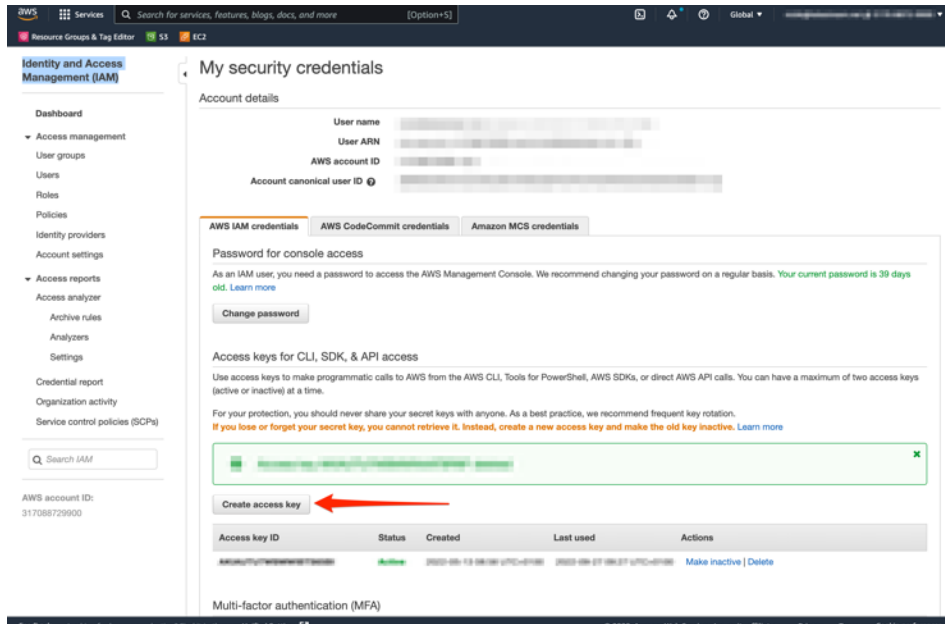 aws Services Search for services, features, blogs, docs, and more [Option+S] Global
Resource Groups & Tag Editor S3 EC2
Identity and Access
Management (IAM)
Dashboard
Access management
User groups
Users
Roles
Policies
Identity providers
Account settings
Access reports
Access analyzer
Archive rules
Analyzers
Settings
Credential report
Organization activity
Service control policies (SCPs)
Search IAM
AWS account ID:
317088729900
My security credentials
Account details
User name
User ARN
AWS account ID
Account canonical user ID
AWS IAM credentials AWS CodeCommit credentials Amazon MCS credentials
Password for console access
As an IAM user, you need a password to access the AWS Management Console. We recommend changing your password on a regular basis. Your current password is 39 days
old. Learn more
Change password
Access keys for CLI, SDK, & API access
Use access keys to make programmatic calls to AWS from the AWS CLI, Tools for PowerShell, AWS SDKs, or direct AWS API calls. You can have a maximum of two access keys
(active or inactive) at a time.
For your protection, you should never share your secret keys with anyone. As a best practice, we recommend frequent key rotation.
If you lose or forget your secret key, you cannot retrieve it. Instead, create a new access key and make the old key inactive. Learn more
Create access key
Access key ID Status Created Last used Actions
Make inactive | Delete
Multi-factor authentication (MFA)